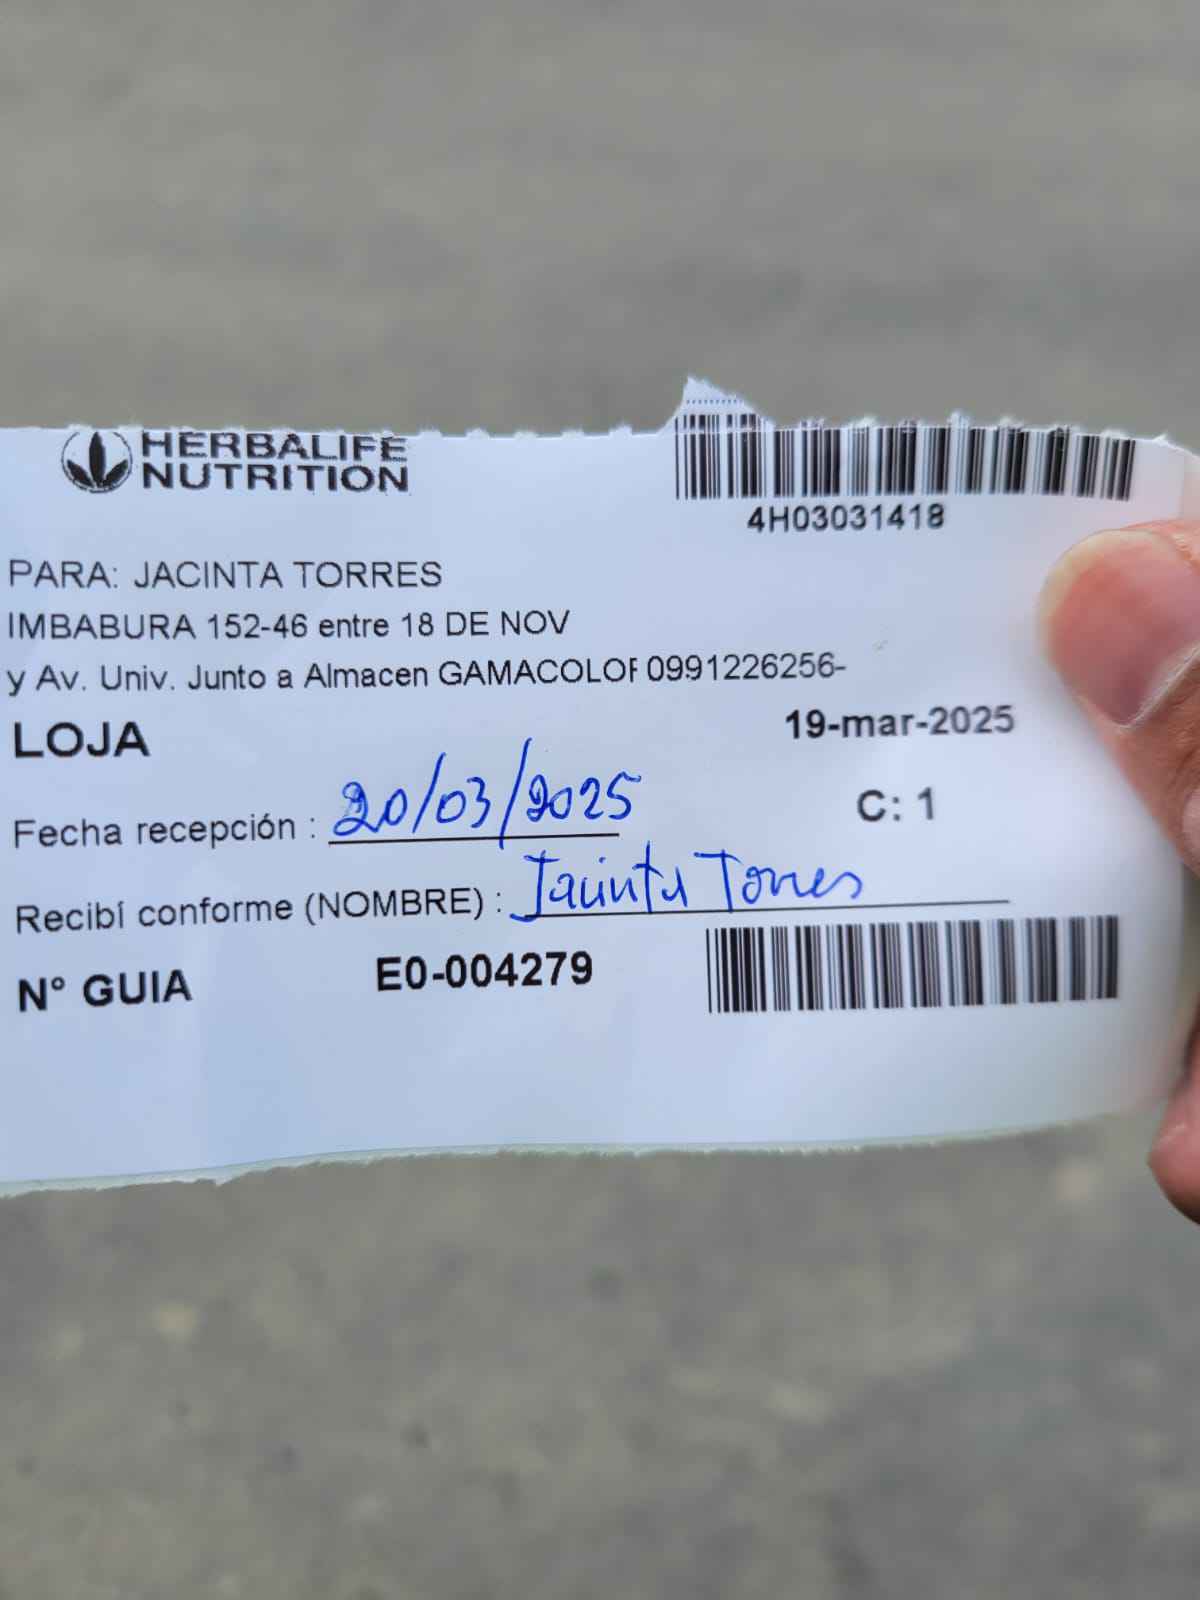 HERBALIFE
NUTRITION
4H03031418
PARA: JACINTA TORRES
IMBABURA 152-46 entre 18 DE NOV
y Av. Univ. Junto a Almacen GAMACOLOR 0991226256-
LOJA
19-mar-2025
Fecha recepción : 20/03/2025
C: 1
Recibí conforme (NOMBRE) : Jacinta Torres
N° GUIA E0-004279